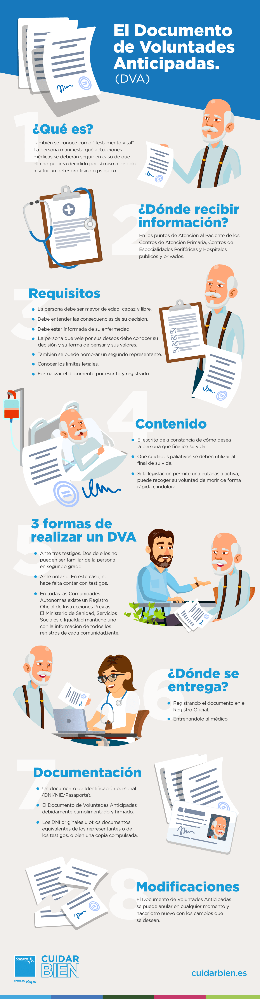 El Documento
de Voluntades
Anticipadas.
(DVA)
1
¿Qué es?
También se conoce como “Testamento vital”.
La persona manifiesta qué actuaciones
médicas se deberán seguir en caso de que
ella no pudiera decidirlo por sí misma debido
a sufrir un deterioro físico o psíquico.
2
¿Dónde recibir
información?
En los puntos de Atención al Paciente de los
Centros de Atención Primaria, Centros de
Especialidades Periféricas y Hospitales
públicos y privados.
3
Requisitos
La persona debe ser mayor de edad, capaz y libre.
Debe entender las consecuencias de su decisión.
Debe estar informada de su enfermedad.
La persona que vele por sus deseos debe conocer su
decisión y su forma de pensar y sus valores.
También se puede nombrar un segundo representante.
Conocer los límites legales.
Formalizar el documento por escrito y registrarlo.
4
Contenido
El escrito deja constancia de cómo desea
la persona que finalice su vida.
Qué cuidados paliativos se deben utilizar al
final de su vida.
Si la legislación permite una eutanasia activa,
puede recoger su voluntad de morir de forma
rápida e indolora.
5
3 formas de
realizar un DVA
Ante tres testigos. Dos de ellos no
pueden ser familiar de la persona
en segundo grado.
Ante notario. En este caso, no
hace falta contar con testigos.
En todas las Comunidades
Autónomas existe un Registro
Oficial de Instrucciones Previas.
El Ministerio de Sanidad, Servicios
Sociales e Igualdad mantiene uno
con la información de todos los
registros de cada comunidad.iente.
6
¿Dónde se
entrega?
Registrando el documento en el
Registro Oficial.
Entregándolo al médico.
7
Documentación
Un documento de Identificación personal
(DNI/NIE/Pasaporte).
El Documento de Voluntades Anticipadas
debidamente cumplimentado y firmado.
Los DNI originales u otros documentos
equivalentes de los representantes o de
los testigos, o bien una copia compulsada.
8
Modificaciones
El Documento de Voluntades Anticipadas
se puede anular en cualquier momento y
hacer otro nuevo con los cambios que
se desean.
Sanitas
PARTE DE Bupa
CUIDAR
BIEN
cuidarbien.es